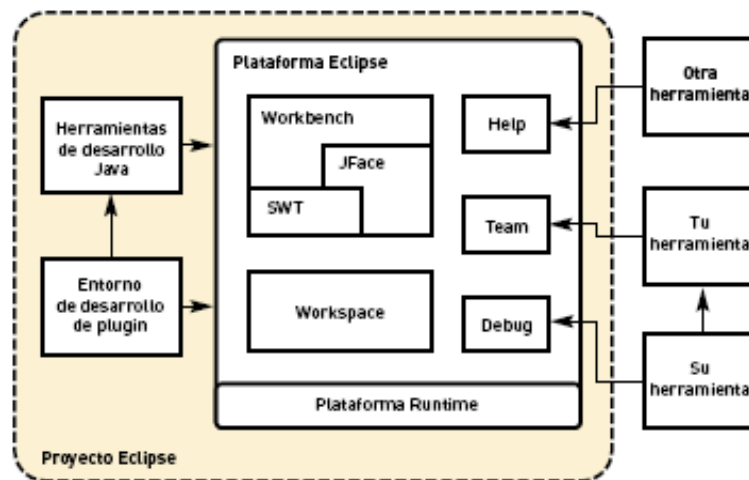 Plataforma Eclipse
Otra
herramienta
Herramientas
de desarrollo
Java
Workbench
JFace
SWT
Help
Team
Tu
herramienta
Entorno
de desarrollo
de plugin
Workspace
Debug
Su
herramienta
Plataforma Runtime
Proyecto Eclipse